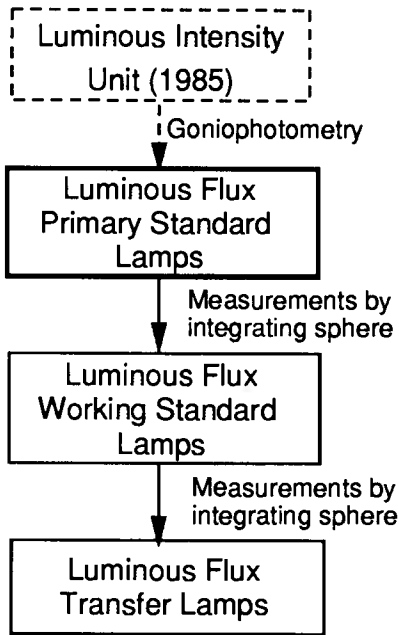 Luminous Intensity
Unit (1985)
Goniophotometry
Luminous Flux
Primary Standard
Lamps
Measurements by
integrating sphere
Luminous Flux
Working Standard
Lamps
Measurements by
integrating sphere
Luminous Flux
Transfer Lamps